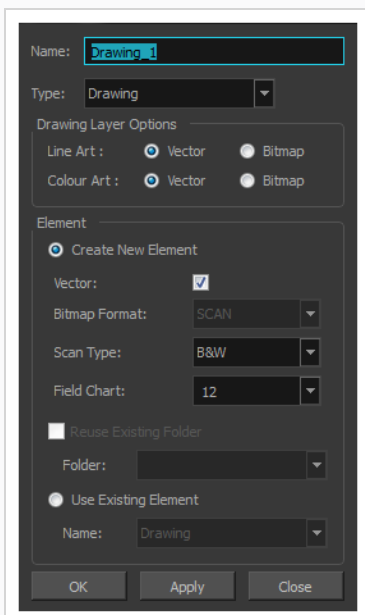 Name: Drawing_1
Type: Drawing
Drawing Layer Options
Line Art : Vector Bitmap
Colour Art : Vector Bitmap
Element
Create New Element
Vector:
Bitmap Format: SCAN
Scan Type: B&W
Field Chart: 12
Reuse Existing Folder
Folder:
Use Existing Element
Name: Drawing
OK Apply Close